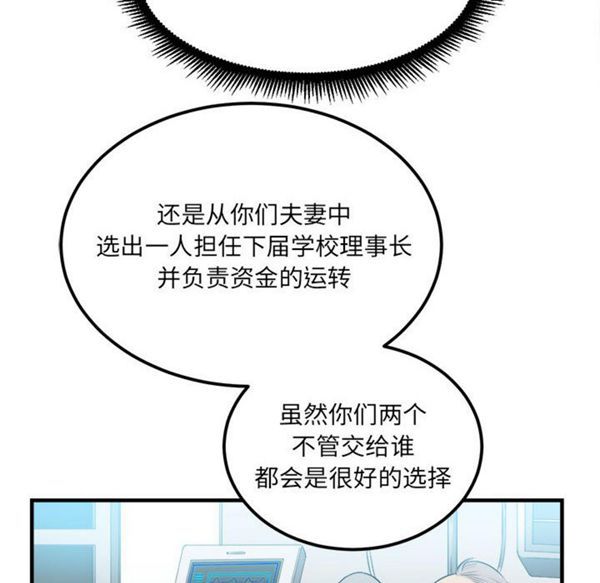 还是从你们夫妻中
选出一人担任下届学校理事长
并负责资金的运转
虽然你们两个
不管交给谁
都会是很好的选择